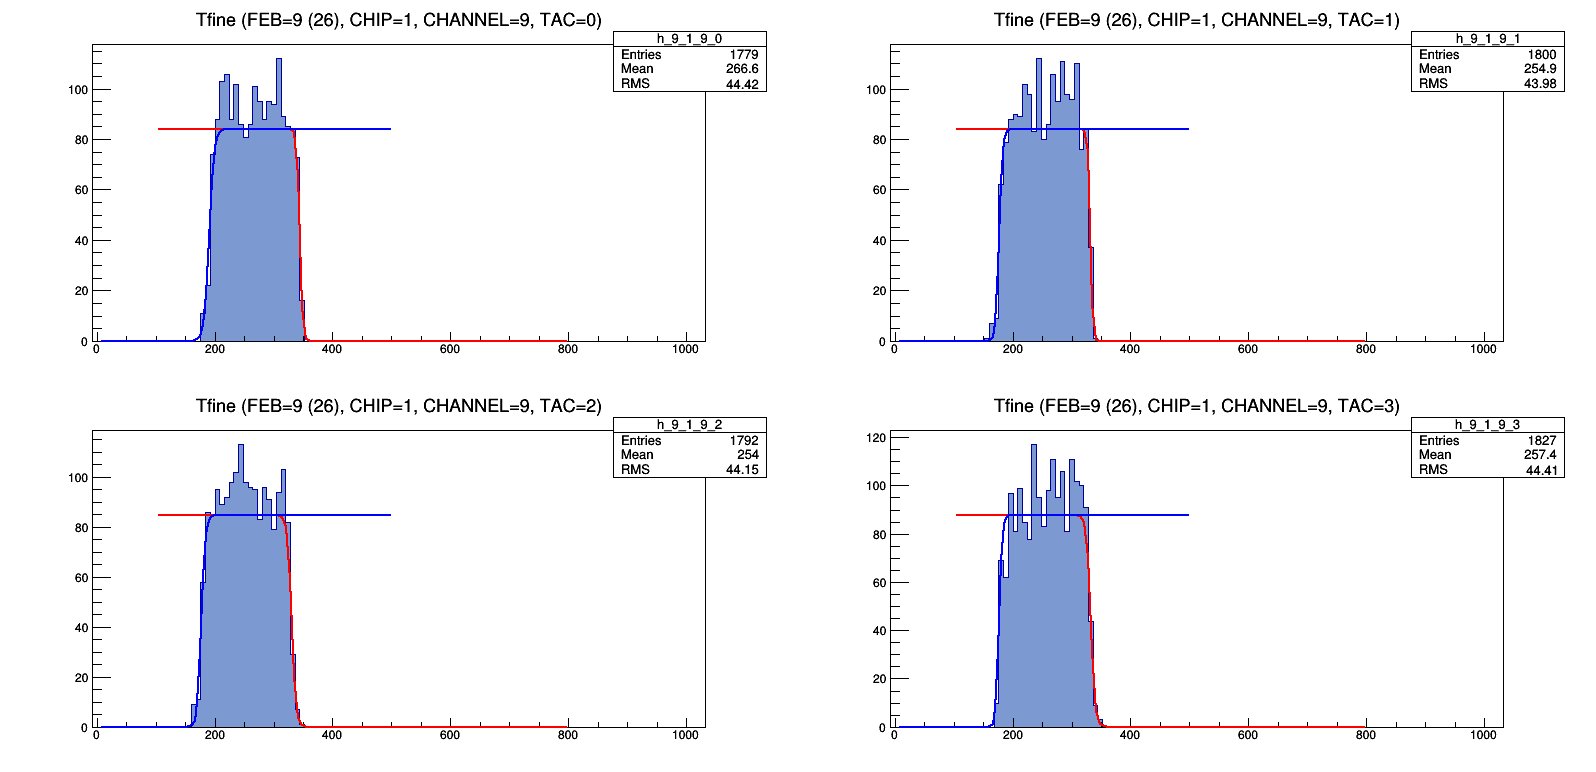 Tfine (FEB=9 (26), CHIP=1, CHANNEL=9, TAC=0)
h_9_1_9_0
Entries 1779
Mean 266.6
RMS 44.42
100
80
60
40
20
0
0 200 400 600 800 1000
Tfine (FEB=9 (26), CHIP=1, CHANNEL=9, TAC=1)
h_9_1_9_1
Entries 1800
Mean 254.9
RMS 43.98
100
80
60
40
20
0
0 200 400 600 800 1000
Tfine (FEB=9 (26), CHIP=1, CHANNEL=9, TAC=2)
h_9_1_9_2
Entries 1792
Mean 254
RMS 44.15
100
80
60
40
20
0
0 200 400 600 800 1000
Tfine (FEB=9 (26), CHIP=1, CHANNEL=9, TAC=3)
h_9_1_9_3
Entries 1827
Mean 257.4
RMS 44.41
120
100
80
60
40
20
0
0 200 400 600 800 1000